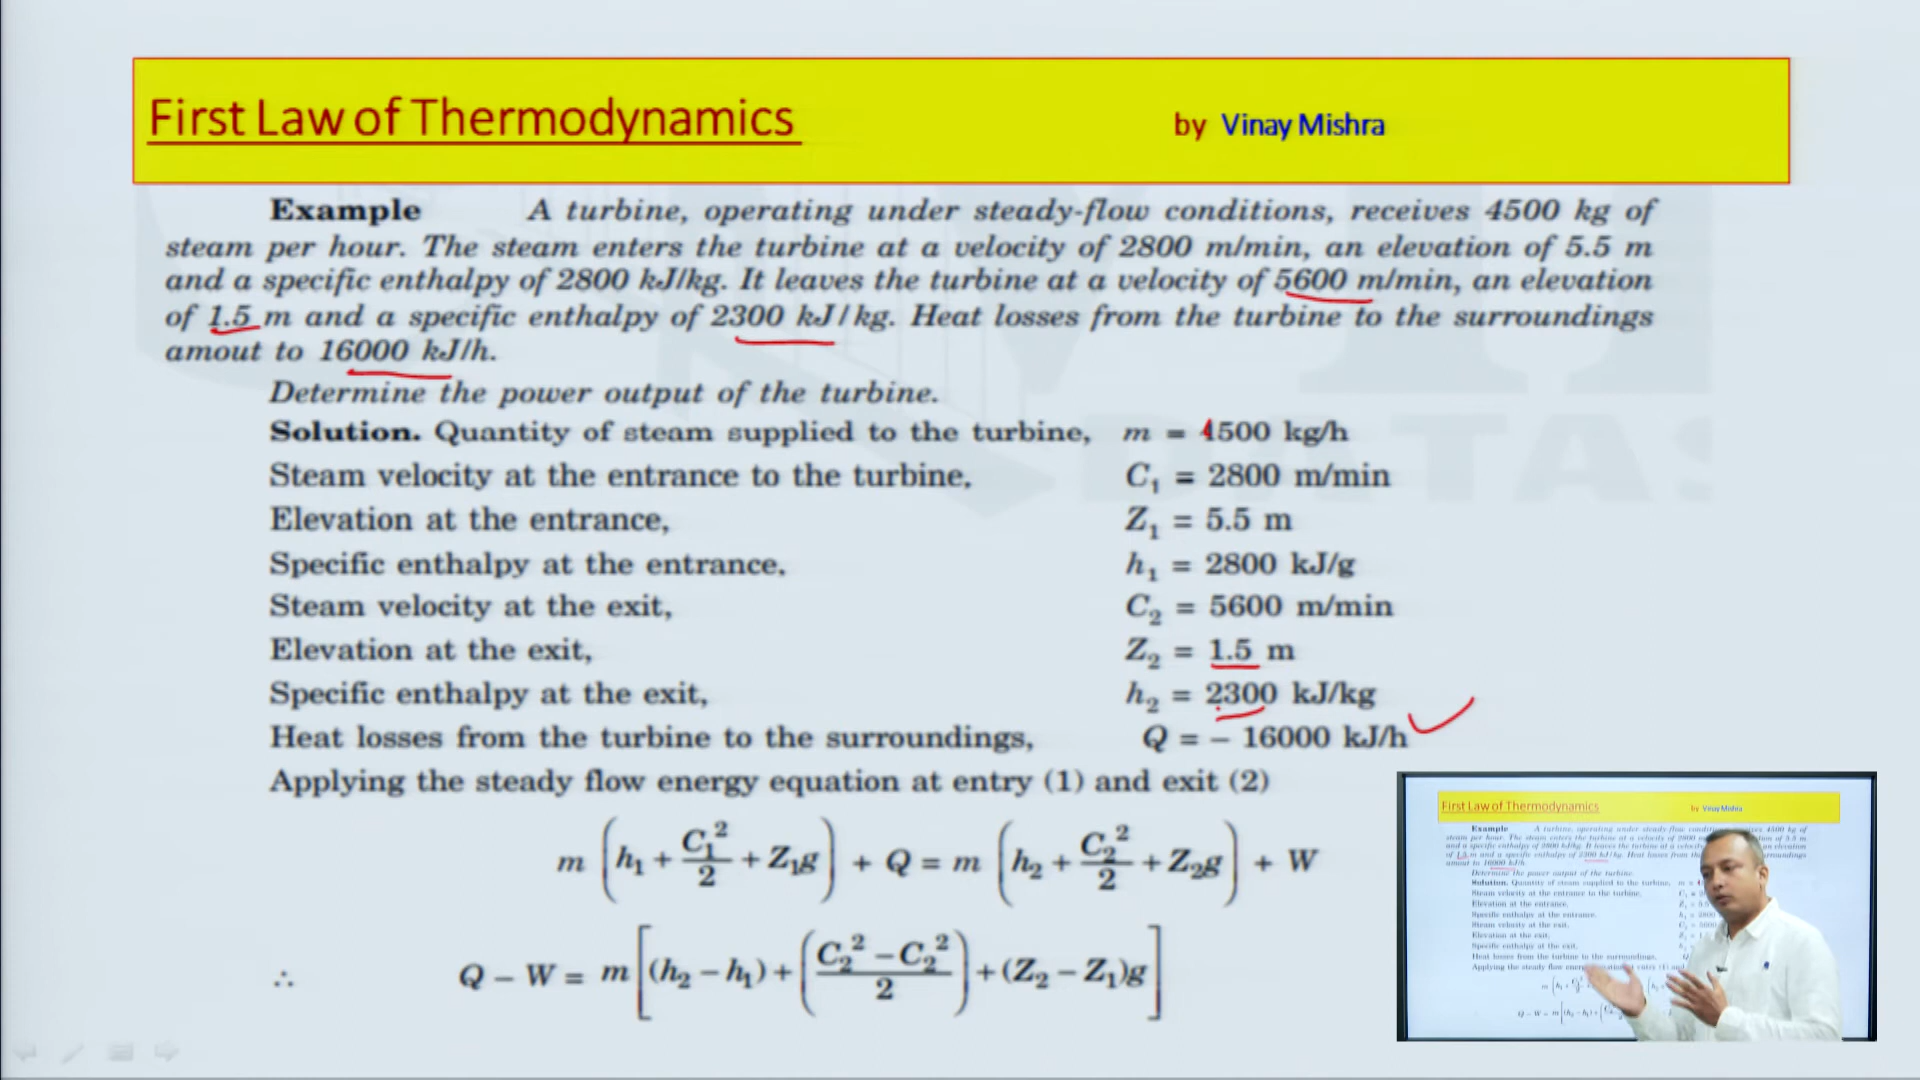 First Law of Thermodynamics by Vinay Mishra
Example A turbine, operating under steady-flow conditions, receives 4500 kg of
steam per hour. The steam enters the turbine at a velocity of 2800 m/min, an elevation of 5.5 m
and a specific enthalpy of 2800 kJ/kg. It leaves the turbine at a velocity of 5600 m/min, an elevation
of 1.5 m and a specific enthalpy of 2300 kJ/kg. Heat losses from the turbine to the surroundings
amout to 16000 kJ/h.
Determine the power output of the turbine.
Solution. Quantity of steam supplied to the turbine, m = 4500 kg/h
Steam velocity at the entrance to the turbine, C₁ = 2800 m/min
Elevation at the entrance, Z₁ = 5.5 m
Specific enthalpy at the entrance, h₁ = 2800 kJ/g
Steam velocity at the exit, C₂ = 5600 m/min
Elevation at the exit, Z₂ = 1.5 m
Specific enthalpy at the exit, h₂ = 2300 kJ/kg
Heat losses from the turbine to the surroundings, Q = – 16000 kJ/h
Applying the steady flow energy equation at entry (1) and exit (2)
m (h₁ + C₁²/2 + Z₁g) + Q = m (h₂ + C₂²/2 + Z₂g) + W
∴ Q – W = m [(h₂ – h₁) + (C₂² – C₂²/2) + (Z₂ – Z₁)g]
DATAS
First Law of Thermodynamics by Vinay Mishra